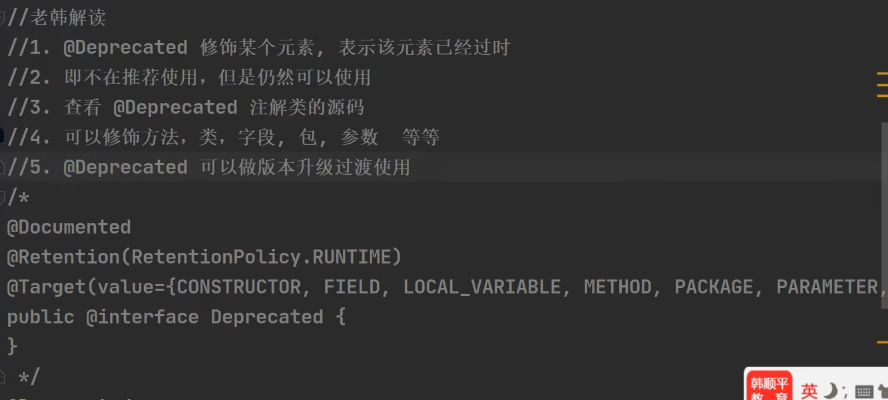 //老韩解读
//1. @Deprecated 修饰某个元素, 表示该元素已经过时
//2. 即不在推荐使用，但是仍然可以使用
//3. 查看 @Deprecated 注解类的源码
//4. 可以修饰方法，类，字段, 包, 参数  等等
//5. @Deprecated 可以做版本升级过渡使用
/*
@Documented
@Retention(RetentionPolicy.RUNTIME)
@Target(value={CONSTRUCTOR, FIELD, LOCAL_VARIABLE, METHOD, PACKAGE, PARAMETER,
public @interface Deprecated {
}
*/
韩顺平
教 育
英